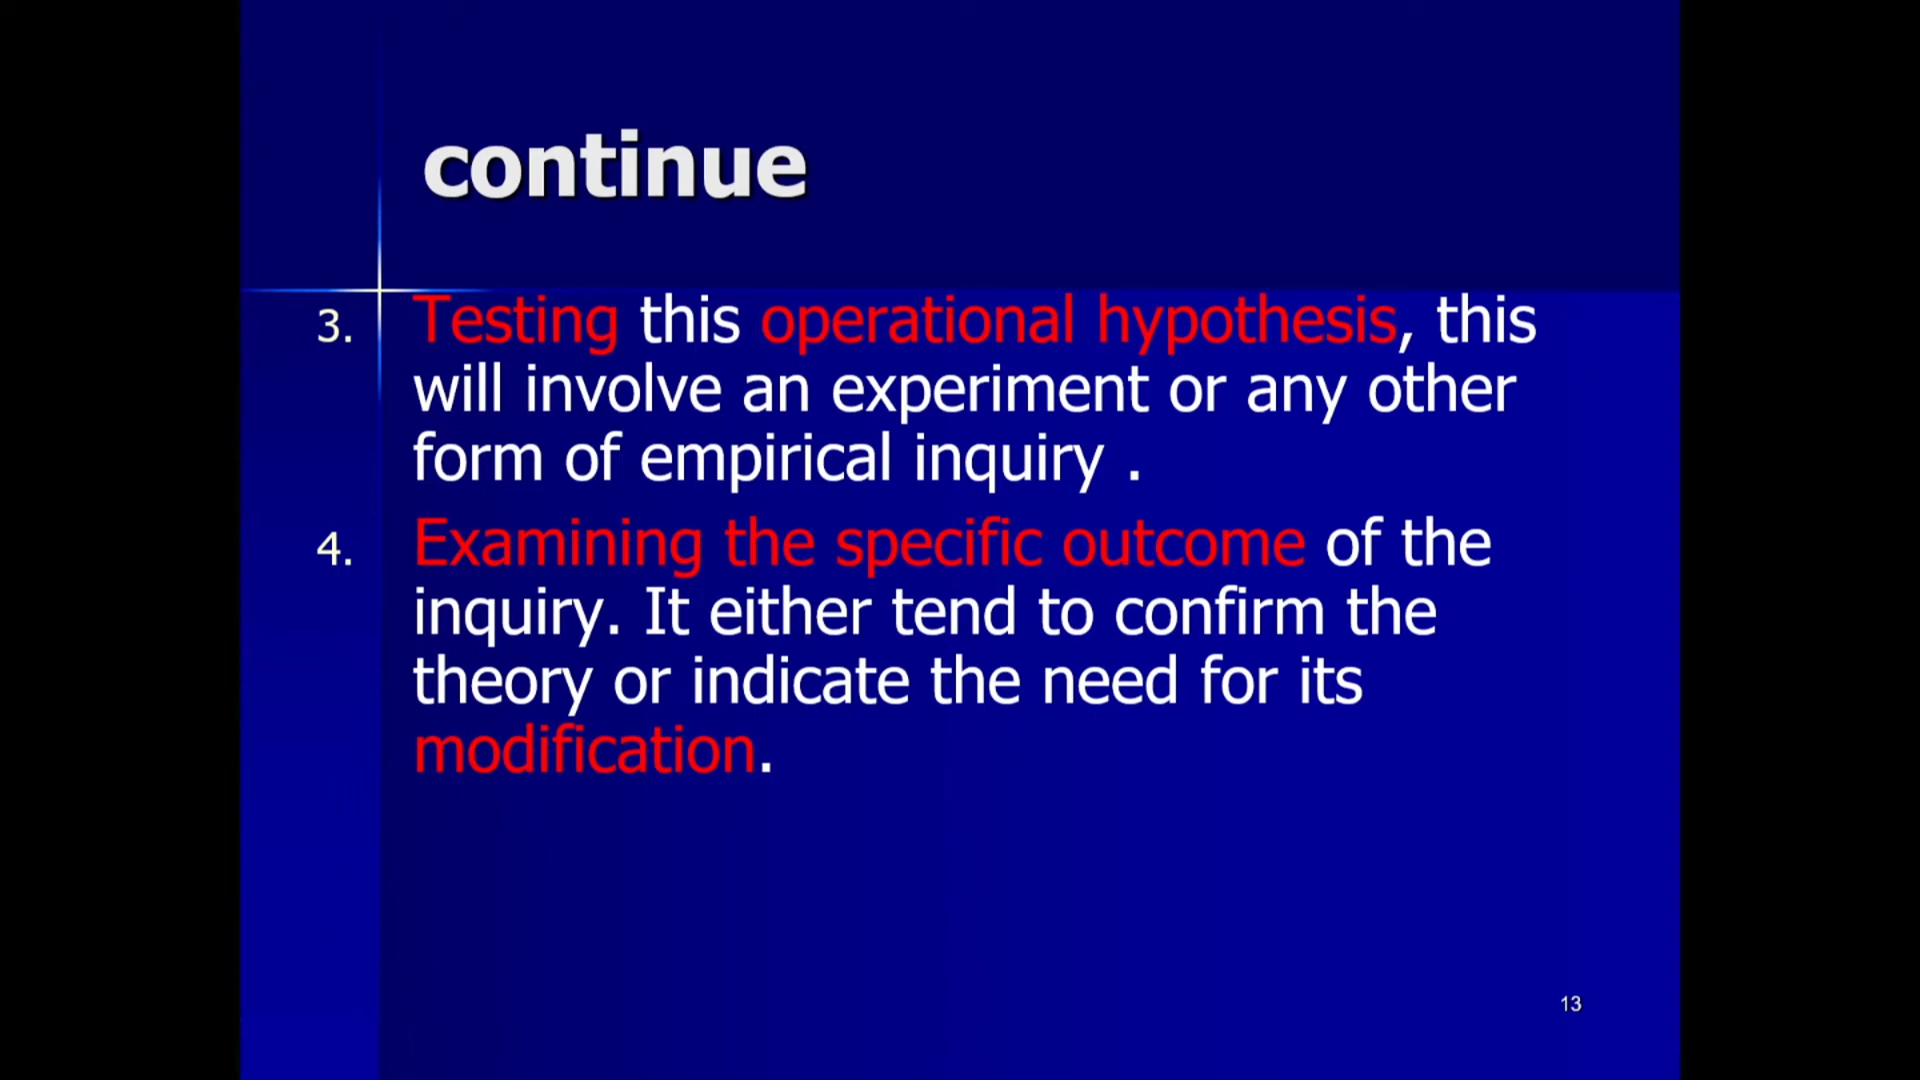 continue
3. Testing this operational hypothesis, this
will involve an experiment or any other
form of empirical inquiry .
4. Examining the specific outcome of the
inquiry. It either tend to confirm the
theory or indicate the need for its
modification.
13